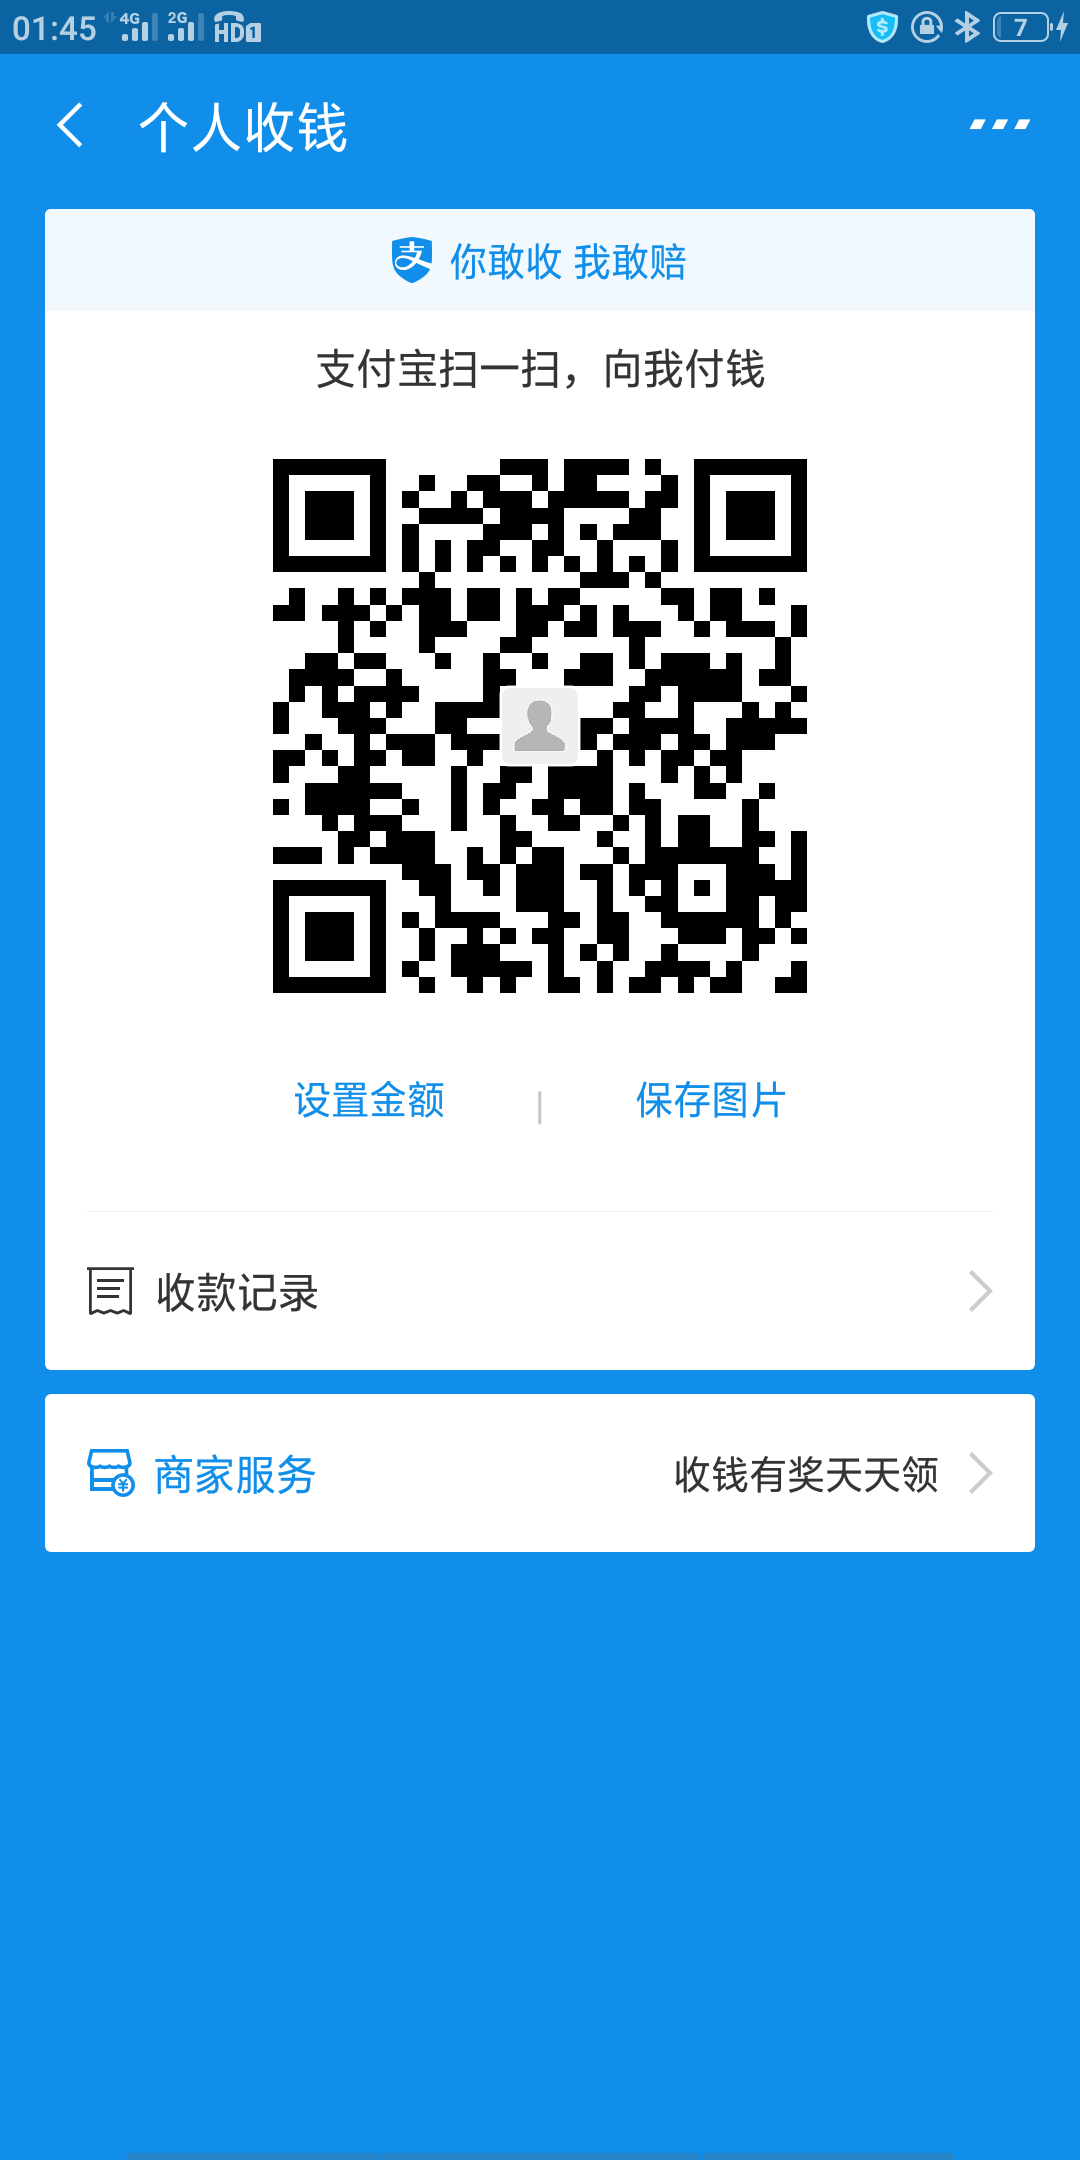 01:45 4G 2G HD1 7
个人收钱
支 你敢收 我敢赔
支付宝扫一扫，向我付钱
设置金额 | 保存图片
收款记录
商家服务 收钱有奖天天领